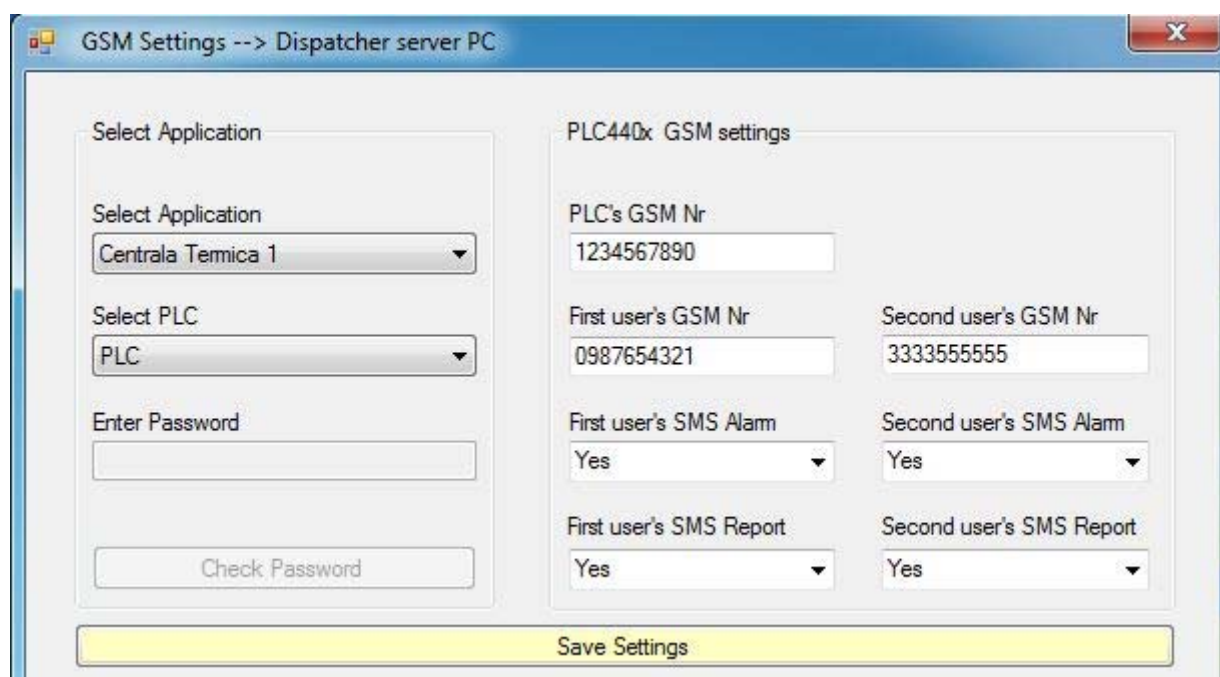 GSM Settings --> Dispatcher server PC
x
Select Application
Select Application
Centrala Termica 1
Select PLC
PLC
Enter Password
Check Password
PLC440x GSM settings
PLC's GSM Nr
1234567890
First user's GSM Nr
0987654321
Second user's GSM Nr
3333555555
First user's SMS Alarm
Yes
Second user's SMS Alarm
Yes
First user's SMS Report
Yes
Second user's SMS Report
Yes
Save Settings